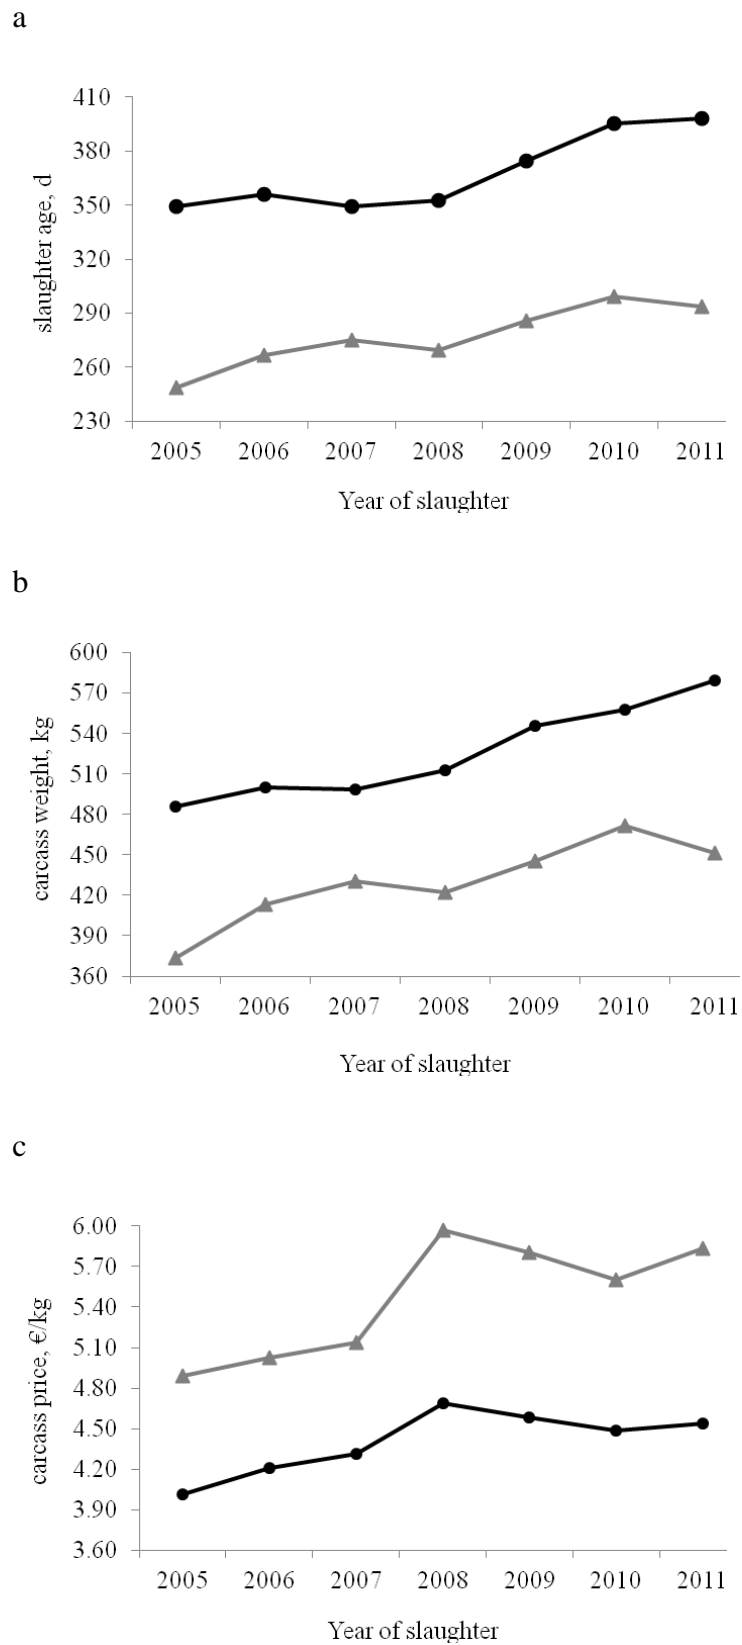 a
410
380
350
320
290
260
230
slaughter age, d
2005 2006 2007 2008 2009 2010 2011
Year of slaughter
b
600
570
540
510
480
450
420
390
360
carcass weight, kg
2005 2006 2007 2008 2009 2010 2011
Year of slaughter
c
6.00
5.70
5.40
5.10
4.80
4.50
4.20
3.90
3.60
carcass price, €/kg
2005 2006 2007 2008 2009 2010 2011
Year of slaughter